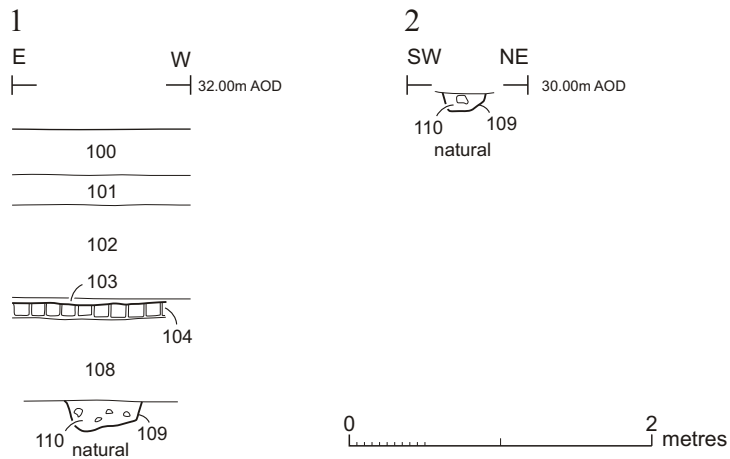 1
E W
32.00m AOD
100
101
102
103
104
108
110 109
natural
2
SW NE
30.00m AOD
110 109
natural
0 2
metres